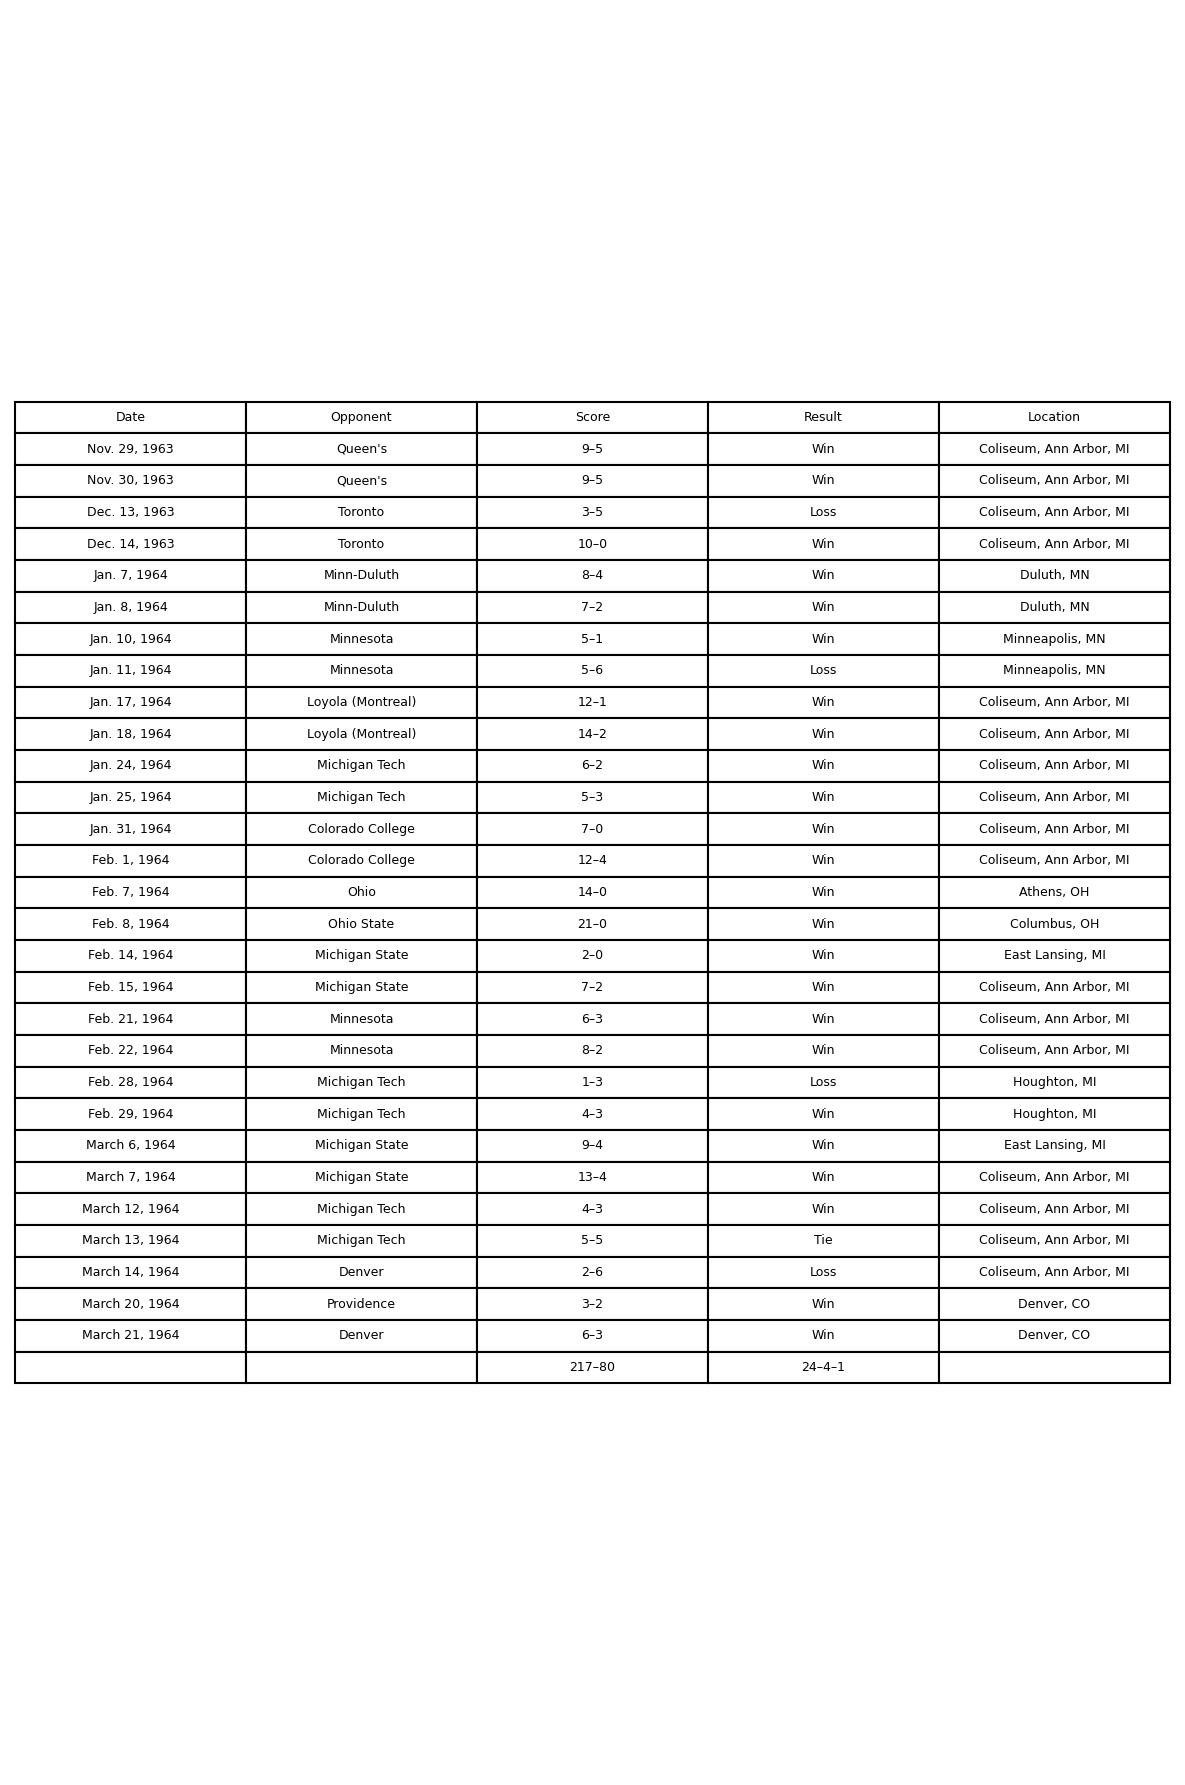 Date Opponent Score Result Location
Nov. 29, 1963 Queen's 9–5 Win Coliseum, Ann Arbor, MI
Nov. 30, 1963 Queen's 9–5 Win Coliseum, Ann Arbor, MI
Dec. 13, 1963 Toronto 3–5 Loss Coliseum, Ann Arbor, MI
Dec. 14, 1963 Toronto 10–0 Win Coliseum, Ann Arbor, MI
Jan. 7, 1964 Minn-Duluth 8–4 Win Duluth, MN
Jan. 8, 1964 Minn-Duluth 7–2 Win Duluth, MN
Jan. 10, 1964 Minnesota 5–1 Win Minneapolis, MN
Jan. 11, 1964 Minnesota 5–6 Loss Minneapolis, MN
Jan. 17, 1964 Loyola (Montreal) 12–1 Win Coliseum, Ann Arbor, MI
Jan. 18, 1964 Loyola (Montreal) 14–2 Win Coliseum, Ann Arbor, MI
Jan. 24, 1964 Michigan Tech 6–2 Win Coliseum, Ann Arbor, MI
Jan. 25, 1964 Michigan Tech 5–3 Win Coliseum, Ann Arbor, MI
Jan. 31, 1964 Colorado College 7–0 Win Coliseum, Ann Arbor, MI
Feb. 1, 1964 Colorado College 12–4 Win Coliseum, Ann Arbor, MI
Feb. 7, 1964 Ohio 14–0 Win Athens, OH
Feb. 8, 1964 Ohio State 21–0 Win Columbus, OH
Feb. 14, 1964 Michigan State 2–0 Win East Lansing, MI
Feb. 15, 1964 Michigan State 7–2 Win Coliseum, Ann Arbor, MI
Feb. 21, 1964 Minnesota 6–3 Win Coliseum, Ann Arbor, MI
Feb. 22, 1964 Minnesota 8–2 Win Coliseum, Ann Arbor, MI
Feb. 28, 1964 Michigan Tech 1–3 Loss Houghton, MI
Feb. 29, 1964 Michigan Tech 4–3 Win Houghton, MI
March 6, 1964 Michigan State 9–4 Win East Lansing, MI
March 7, 1964 Michigan State 13–4 Win Coliseum, Ann Arbor, MI
March 12, 1964 Michigan Tech 4–3 Win Coliseum, Ann Arbor, MI
March 13, 1964 Michigan Tech 5–5 Tie Coliseum, Ann Arbor, MI
March 14, 1964 Denver 2–6 Loss Coliseum, Ann Arbor, MI
March 20, 1964 Providence 3–2 Win Denver, CO
March 21, 1964 Denver 6–3 Win Denver, CO
217–80 24–4–1